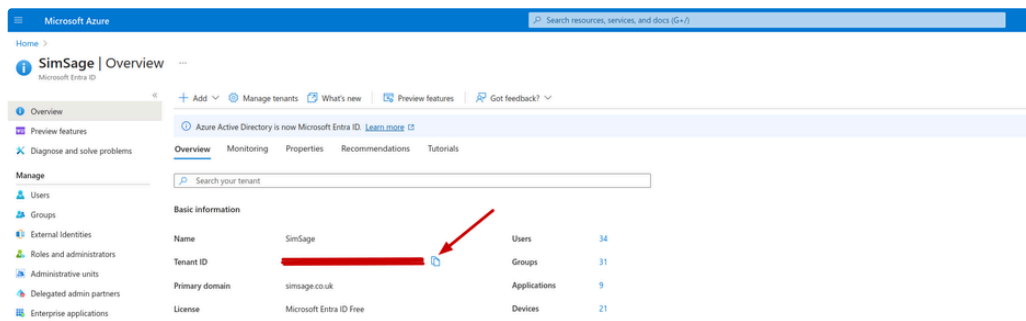 Microsoft Azure
Search resources, services, and docs (G+/)
Home >
SimSage | Overview ...
Microsoft Entra ID
«
Overview
Preview features
Diagnose and solve problems
Manage
Users
Groups
External Identities
Roles and administrators
Administrative units
Delegated admin partners
Enterprise applications
+ Add Manage tenants What's new Preview features Got feedback?
Azure Active Directory is now Microsoft Entra ID. Learn more
Overview Monitoring Properties Recommendations Tutorials
Search your tenant
Basic information
Name SimSage Users 34
Tenant ID Groups 31
Primary domain simsage.co.uk Applications 9
License Microsoft Entra ID Free Devices 21